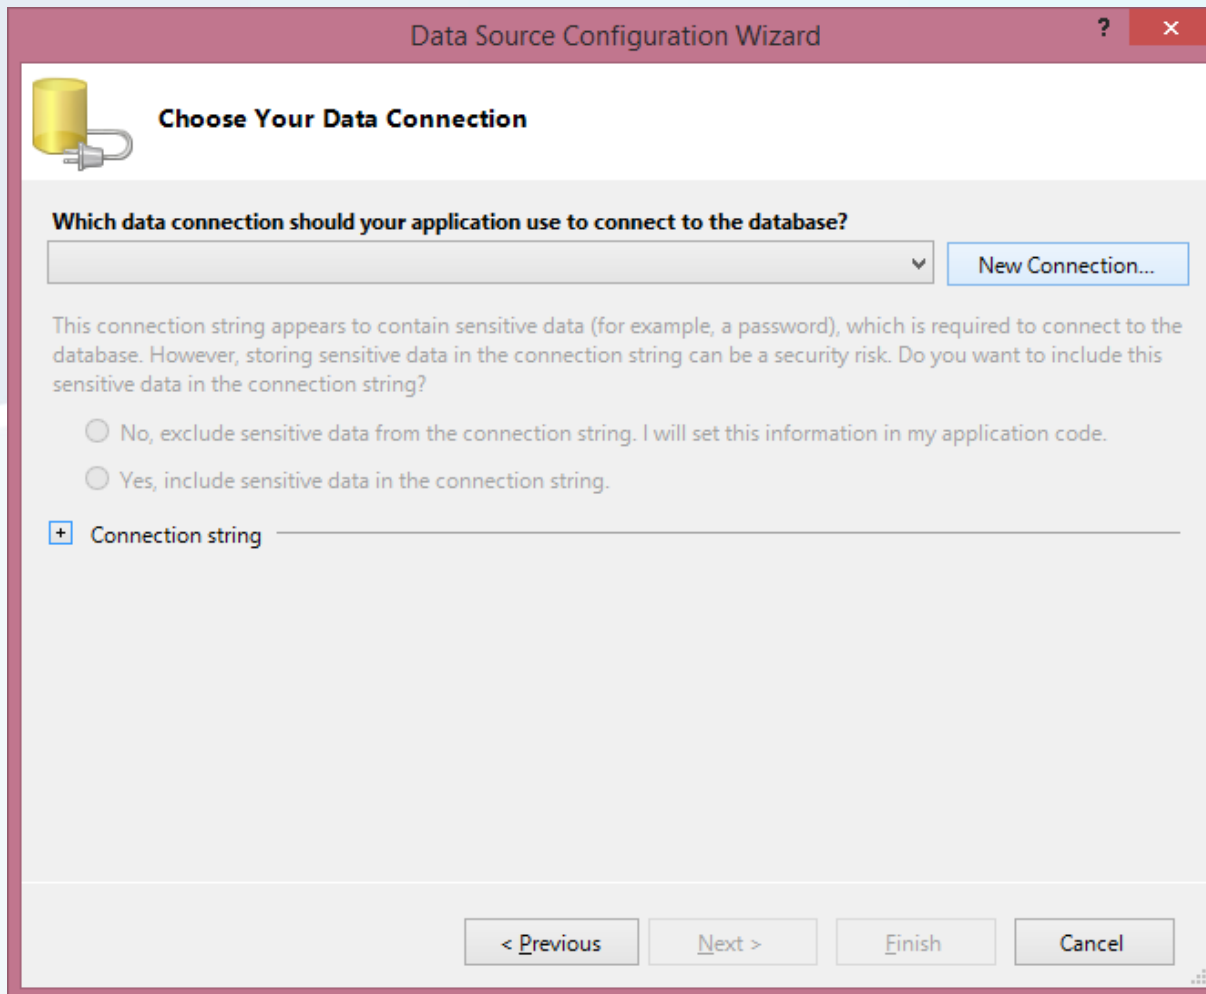 Data Source Configuration Wizard
?
Choose Your Data Connection
Which data connection should your application use to connect to the database?
New Connection...
This connection string appears to contain sensitive data (for example, a password), which is required to connect to the
database. However, storing sensitive data in the connection string can be a security risk. Do you want to include this
sensitive data in the connection string?
No, exclude sensitive data from the connection string. I will set this information in my application code.
Yes, include sensitive data in the connection string.
+ Connection string
< Previous
Next >
Finish
Cancel